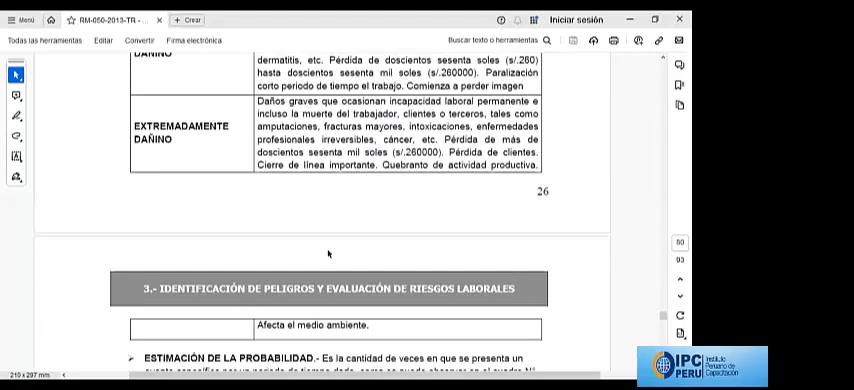 Menú
RM-050-2013-TR - ...
Crear
Iniciar sesión
Todas las herramientas Editar Convertir Firma electrónica
Buscar texto o herramientas
DAÑINO
dermatitis, etc. Pérdida de doscientos sesenta soles (s/.260)
hasta doscientos sesenta mil soles (s/.260000). Paralización
corto periodo de tiempo el trabajo. Comienza a perder imagen
EXTREMADAMENTE
DAÑINO
Daños graves que ocasionan incapacidad laboral permanente e
incluso la muerte del trabajador, clientes o terceros, tales como
amputaciones, fracturas mayores, intoxicaciones, enfermedades
profesionales irreversibles, cáncer, etc. Pérdida de más de
doscientos sesenta mil soles (s/.260000). Pérdida de clientes.
Cierre de línea importante. Quebranto de actividad productiva.
26
3.- IDENTIFICACIÓN DE PELIGROS Y EVALUACIÓN DE RIESGOS LABORALES
Afecta el medio ambiente.
➢ ESTIMACIÓN DE LA PROBABILIDAD.- Es la cantidad de veces en que se presenta un
80
93
210 x 297 mm
IPC
PERU
Instituto
Peruano de
Capacitación